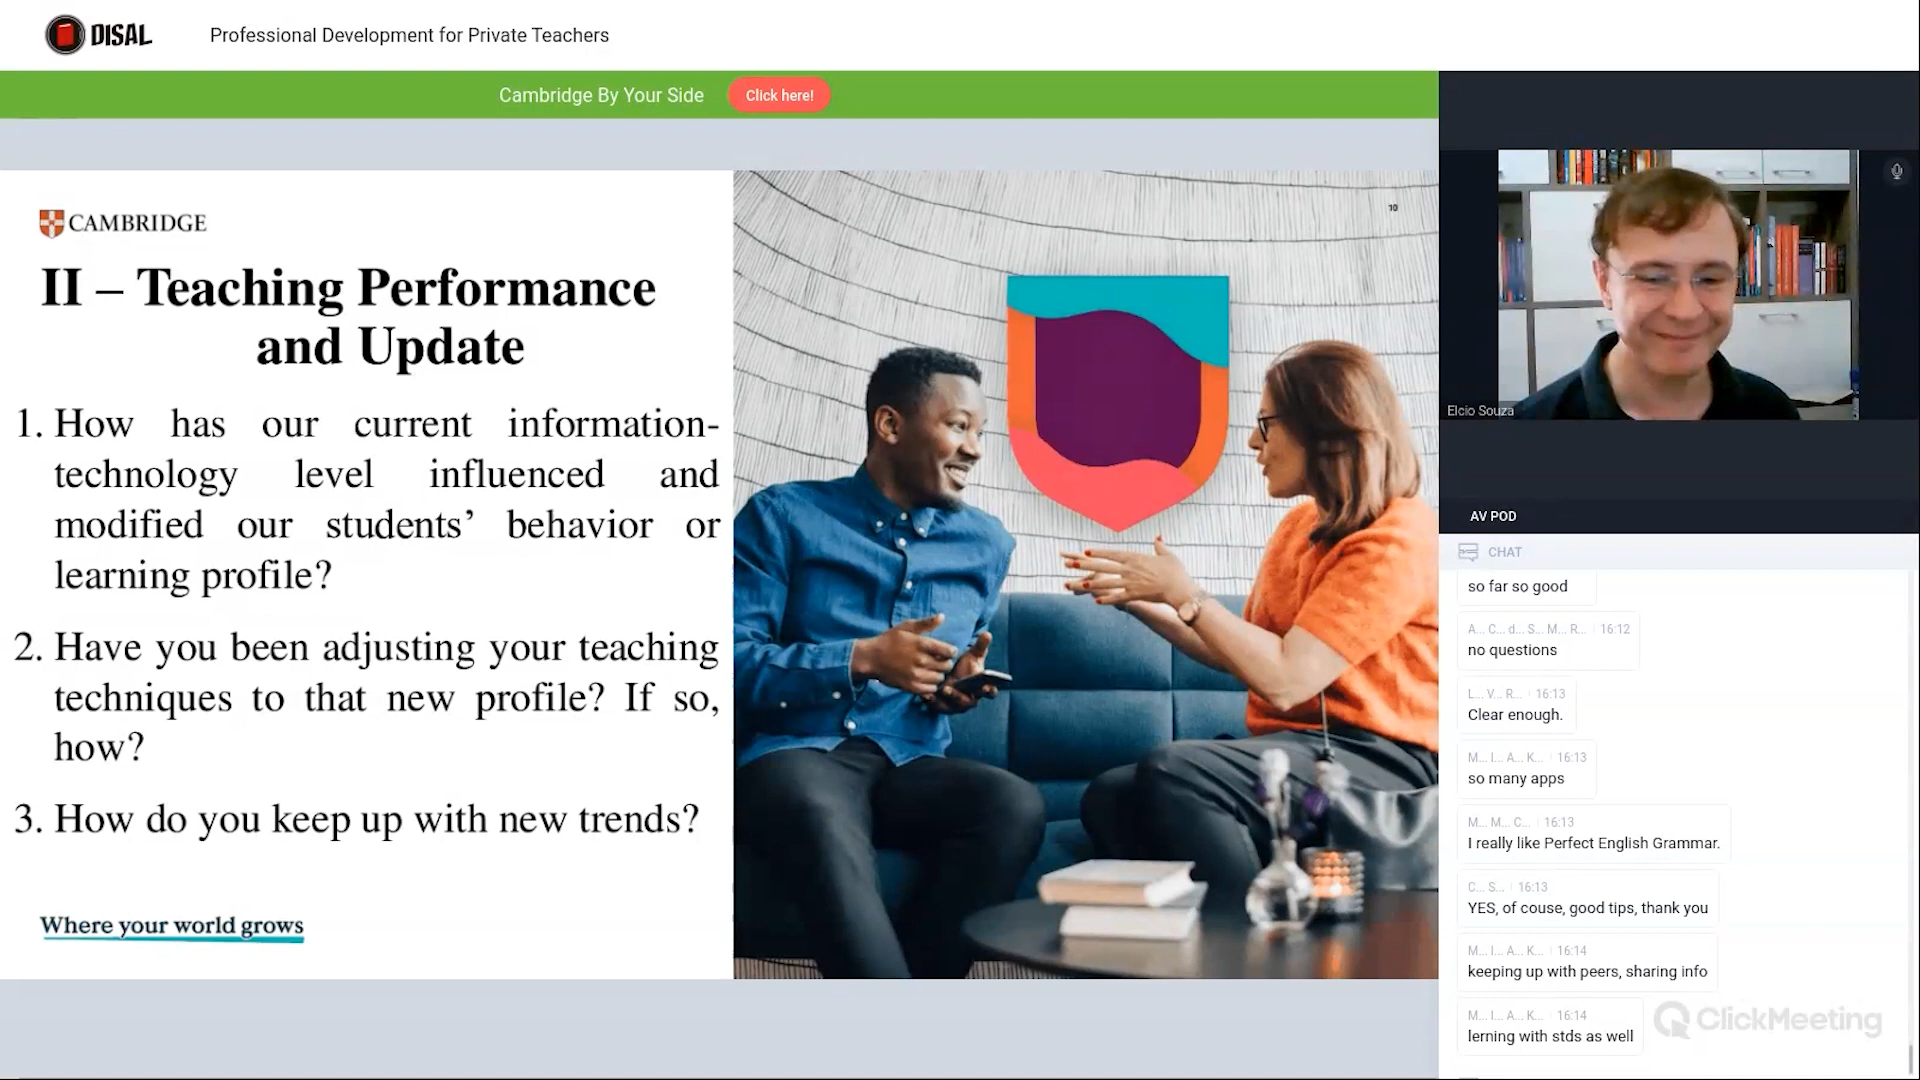 DISAL
Professional Development for Private Teachers
Cambridge By Your Side
Click here!
CAMBRIDGE
10
II – Teaching Performance
and Update
1. How has our current information-
technology level influenced and
modified our students’ behavior or
learning profile?
2. Have you been adjusting your teaching
techniques to that new profile? If so,
how?
3. How do you keep up with new trends?
Where your world grows
Elcio Souza
AV POD
CHAT
so far so good
A... C... d... S... M... R... 16:12
no questions
L... V... R... 16:13
Clear enough.
M... I... A... K... 16:13
so many apps
M... M... C... 16:13
I really like Perfect English Grammar.
C... S... 16:13
YES, of couse, good tips, thank you
M... I... A... K... 16:14
keeping up with peers, sharing info
M... I... A... K... 16:14
lerning with stds as well
ClickMeeting